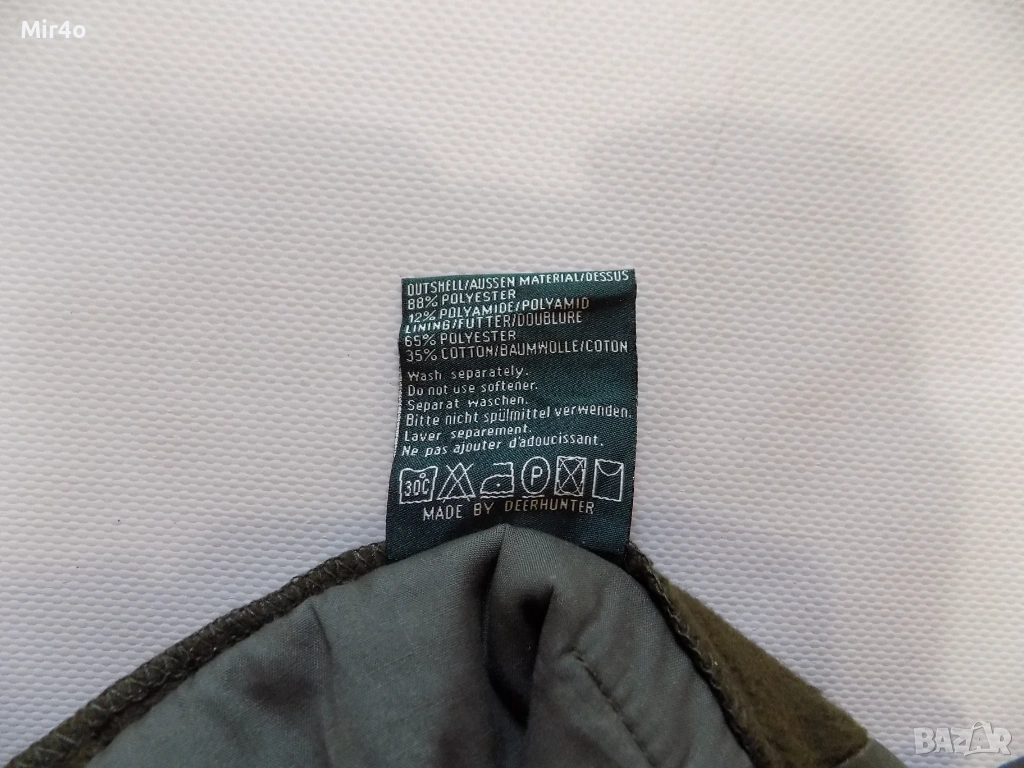 Mir4o
OUTSHELL/AUSSEN MATERIAL/DESSUS
88% POLYESTER
12% POLYAMIDE/POLYAMID
LINING/FUTTER/DOUBLURE
65% POLYESTER
35% COTTON/BAUMWOLLE/COTON
Wash separately.
Do not use softener.
Separat waschen.
Bitte nicht spülmittel verwenden.
Laver separement.
Ne pas ajouter d'adoucissant.
30C P
MADE BY DEERHUNTER
BAZAR